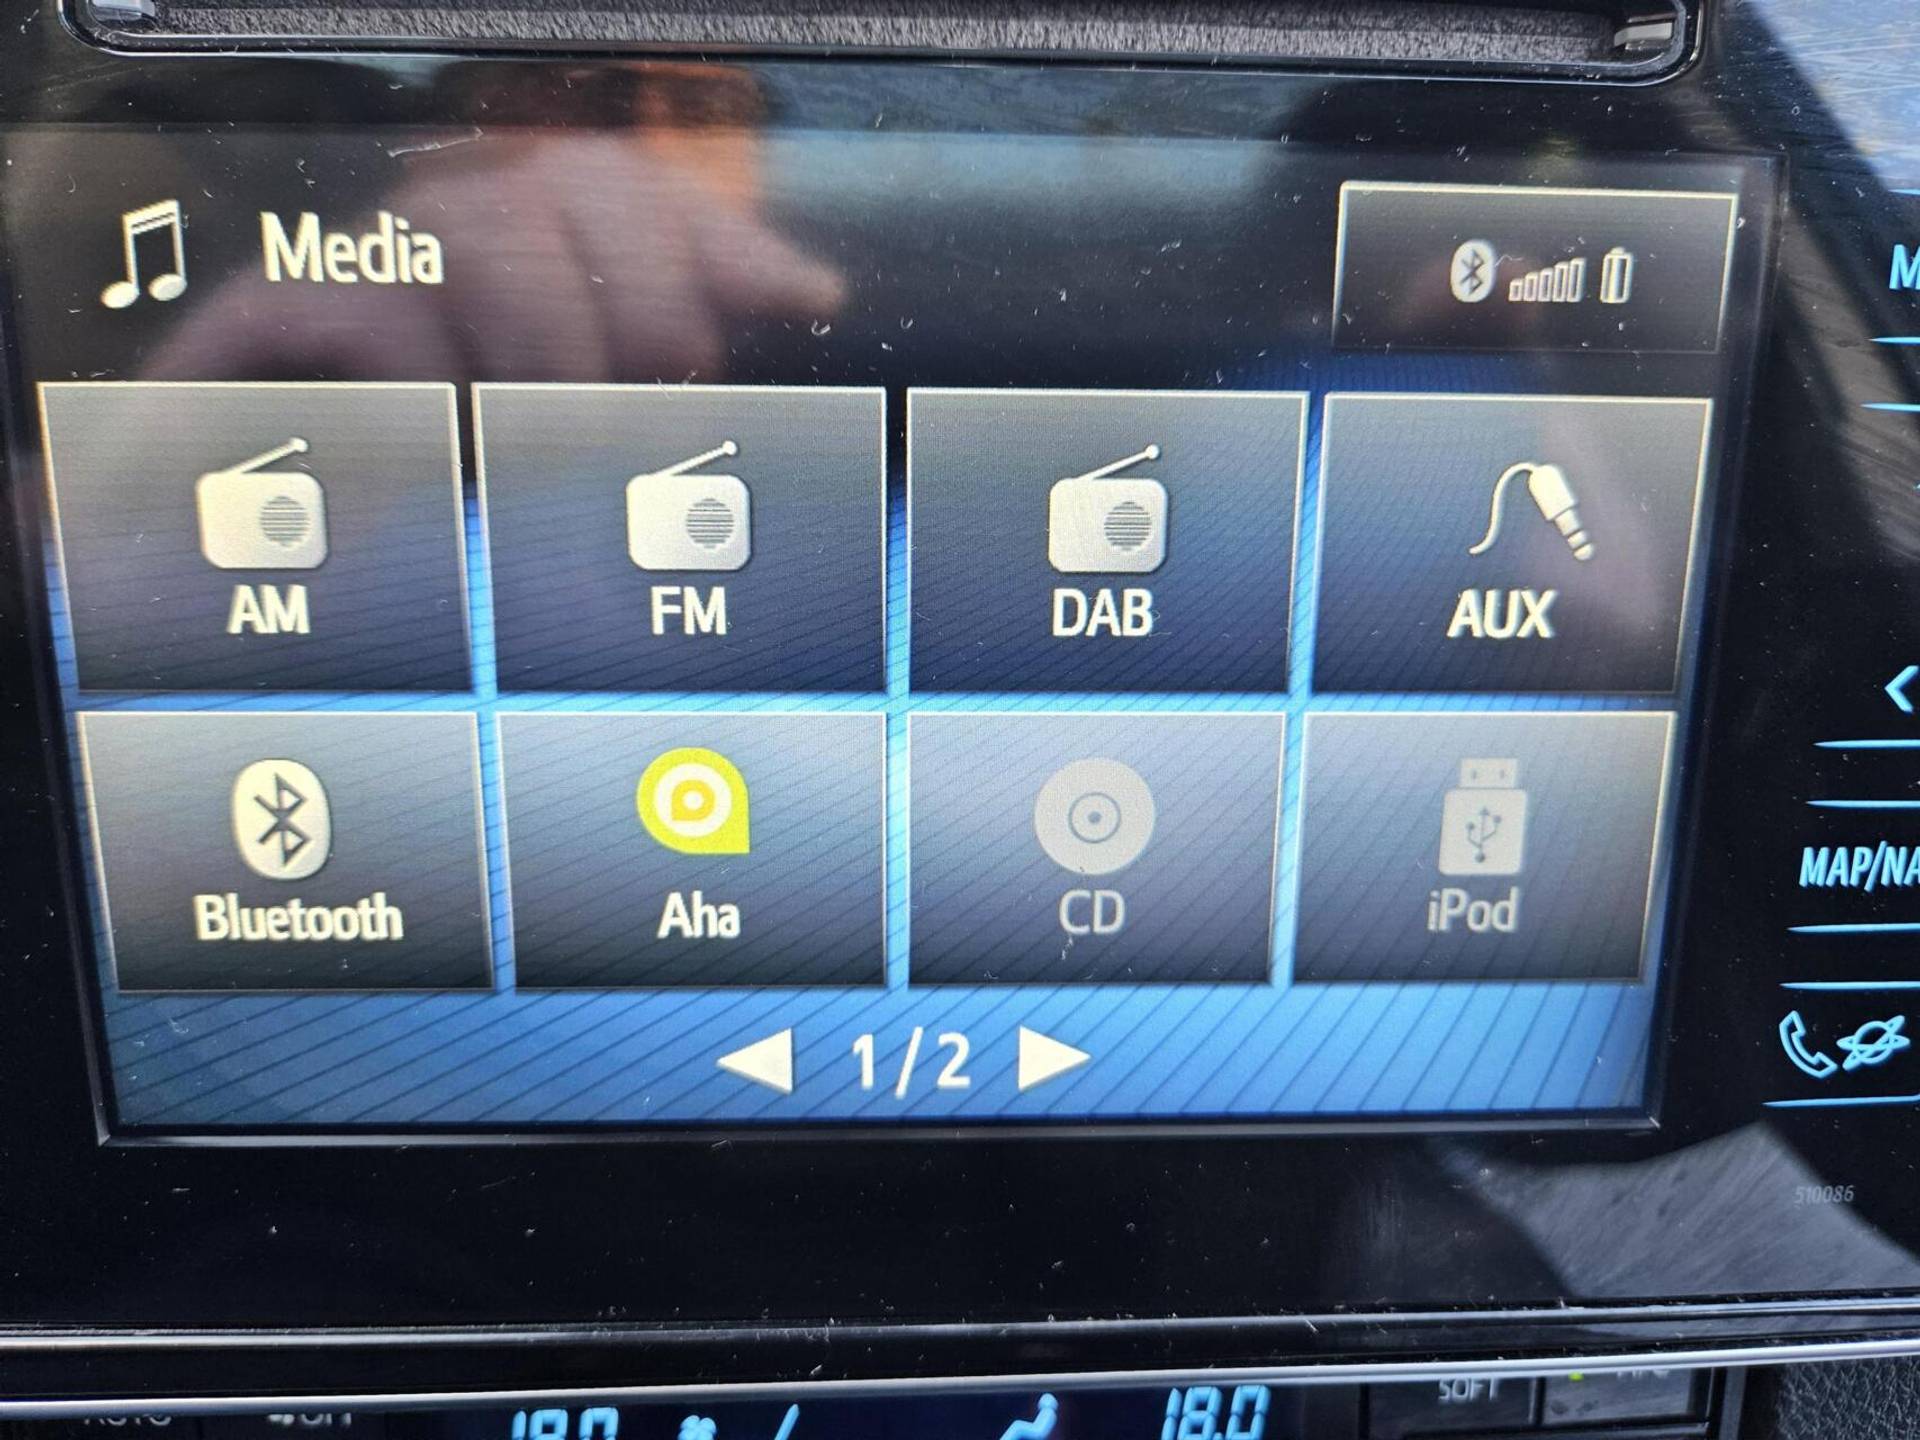 Media
AM
FM
DAB
AUX
Bluetooth
Aha
CD
iPod
1/2
MAP/NA
510086
18.0
18.0
SOFT